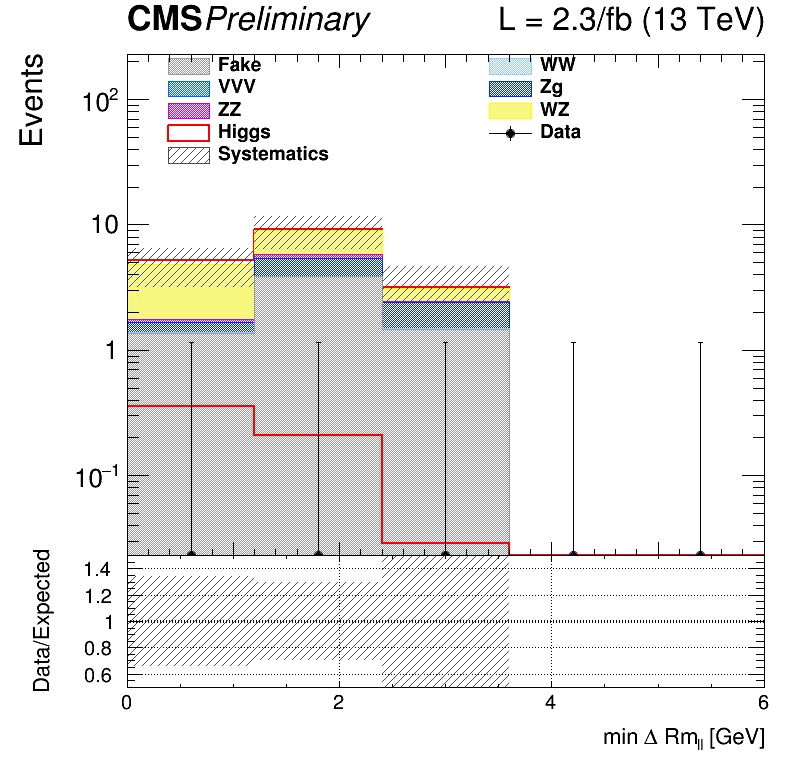 CMS Preliminary L = 2.3/fb (13 TeV)
Events
Fake WW
VVV Zg
ZZ WZ
Higgs Data
Systematics
10²
10
1
10⁻¹
Data/Expected
1.4
1.2
1
0.8
0.6
0 2 4 6
min Δ Rm_ll [GeV]